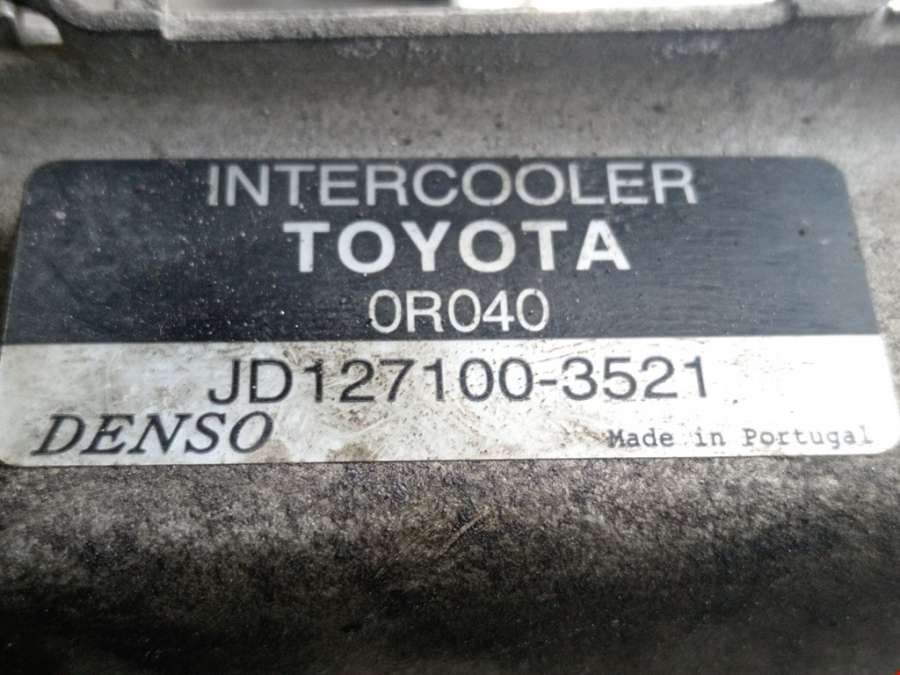 INTERCOOLER
TOYOTA
0R040
JD127100-3521
DENSO
Made in Portugal